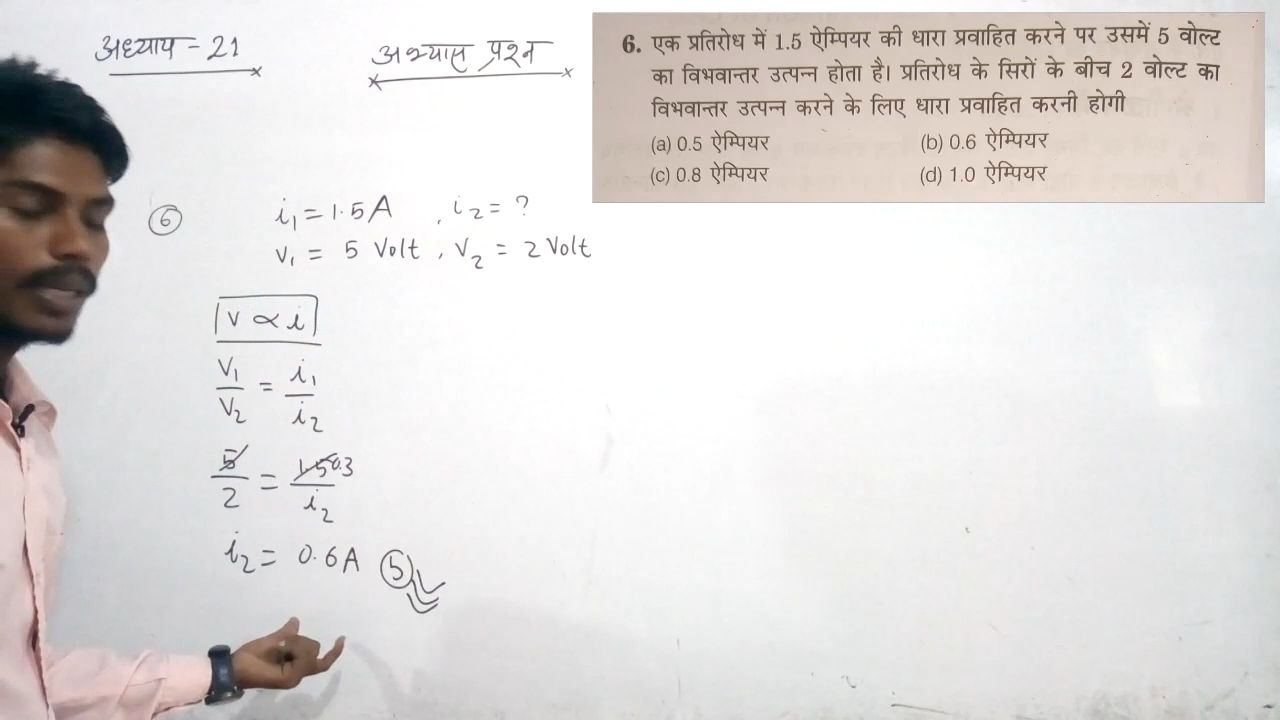 अध्याय - 21
अभ्यास प्रश्न
6. एक प्रतिरोध में 1.5 ऐम्पियर की धारा प्रवाहित करने पर उसमें 5 वोल्ट
का विभवान्तर उत्पन्न होता है। प्रतिरोध के सिरों के बीच 2 वोल्ट का
विभवान्तर उत्पन्न करने के लिए धारा प्रवाहित करनी होगी
(a) 0.5 ऐम्पियर (b) 0.6 ऐम्पियर
(c) 0.8 ऐम्पियर (d) 1.0 ऐम्पियर
6 i₁ = 1.5 A , i₂ = ?
V₁ = 5 Volt , V₂ = 2 Volt
V ∝ i
V₁/V₂ = i₁/i₂
5/2 = 1.5 0.3/i₂
i₂ = 0.6 A 5